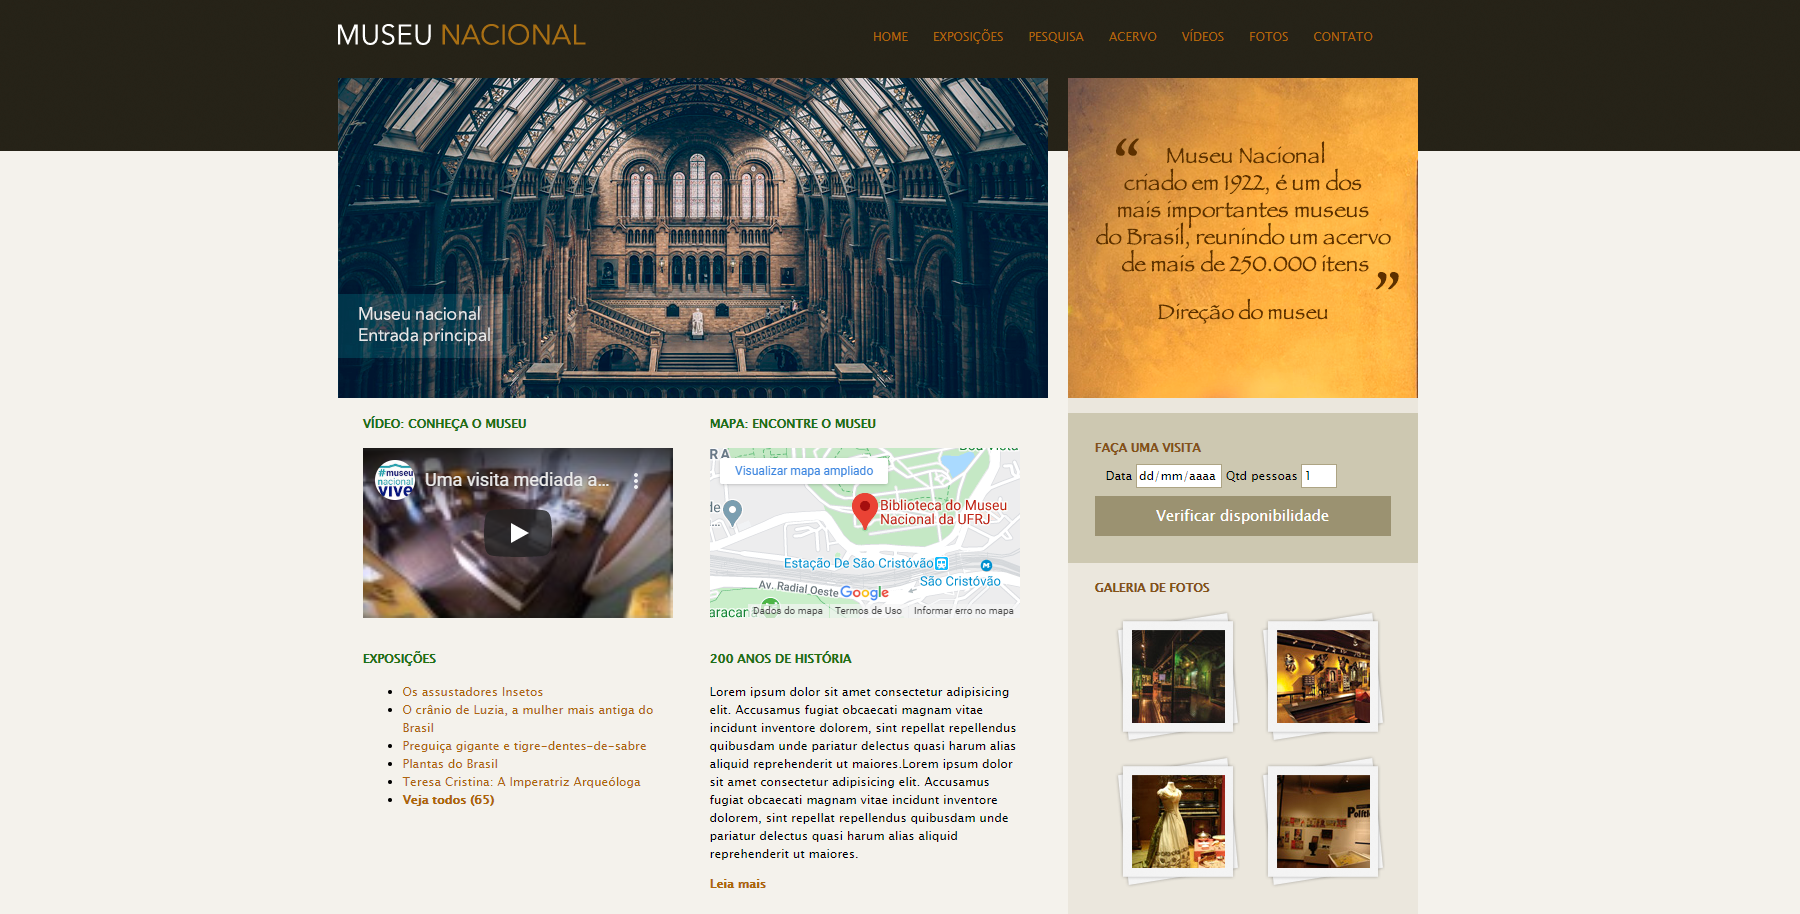 MUSEU NACIONAL
HOME EXPOSIÇÕES PESQUISA ACERVO VÍDEOS FOTOS CONTATO
Museu nacional
Entrada principal
“ Museu Nacional
criado em 1922, é um dos
mais importantes museus
do Brasil, reunindo um acervo
de mais de 250.000 itens ”
Direção do museu
VÍDEO: CONHEÇA O MUSEU
#museu
nacional
vive
Uma visita mediada a...
MAPA: ENCONTRE O MUSEU
RA
Boa Vista
Visualizar mapa ampliado
de
Biblioteca do Museu
Nacional da UFRJ
Estação De São Cristóvão
São Cristóvão
Av. Radial Oeste
Google
aracan
Dados do mapa
Termos de Uso
Informar erro no mapa
FAÇA UMA VISITA
Data dd/mm/aaaa Qtd pessoas 1
Verificar disponibilidade
GALERIA DE FOTOS
Polític
EXPOSIÇÕES
Os assustadores Insetos
O crânio de Luzia, a mulher mais antiga do
Brasil
Preguiça gigante e tigre-dentes-de-sabre
Plantas do Brasil
Teresa Cristina: A Imperatriz Arqueóloga
Veja todos (65)
200 ANOS DE HISTÓRIA
Lorem ipsum dolor sit amet consectetur adipisicing
elit. Accusamus fugiat obcaecati magnam vitae
incidunt inventore dolorem, sint repellat repellendus
quibusdam unde pariatur delectus quasi harum alias
aliquid reprehenderit ut maiores.Lorem ipsum dolor
sit amet consectetur adipisicing elit. Accusamus
fugiat obcaecati magnam vitae incidunt inventore
dolorem, sint repellat repellendus quibusdam unde
pariatur delectus quasi harum alias aliquid
reprehenderit ut maiores.
Leia mais